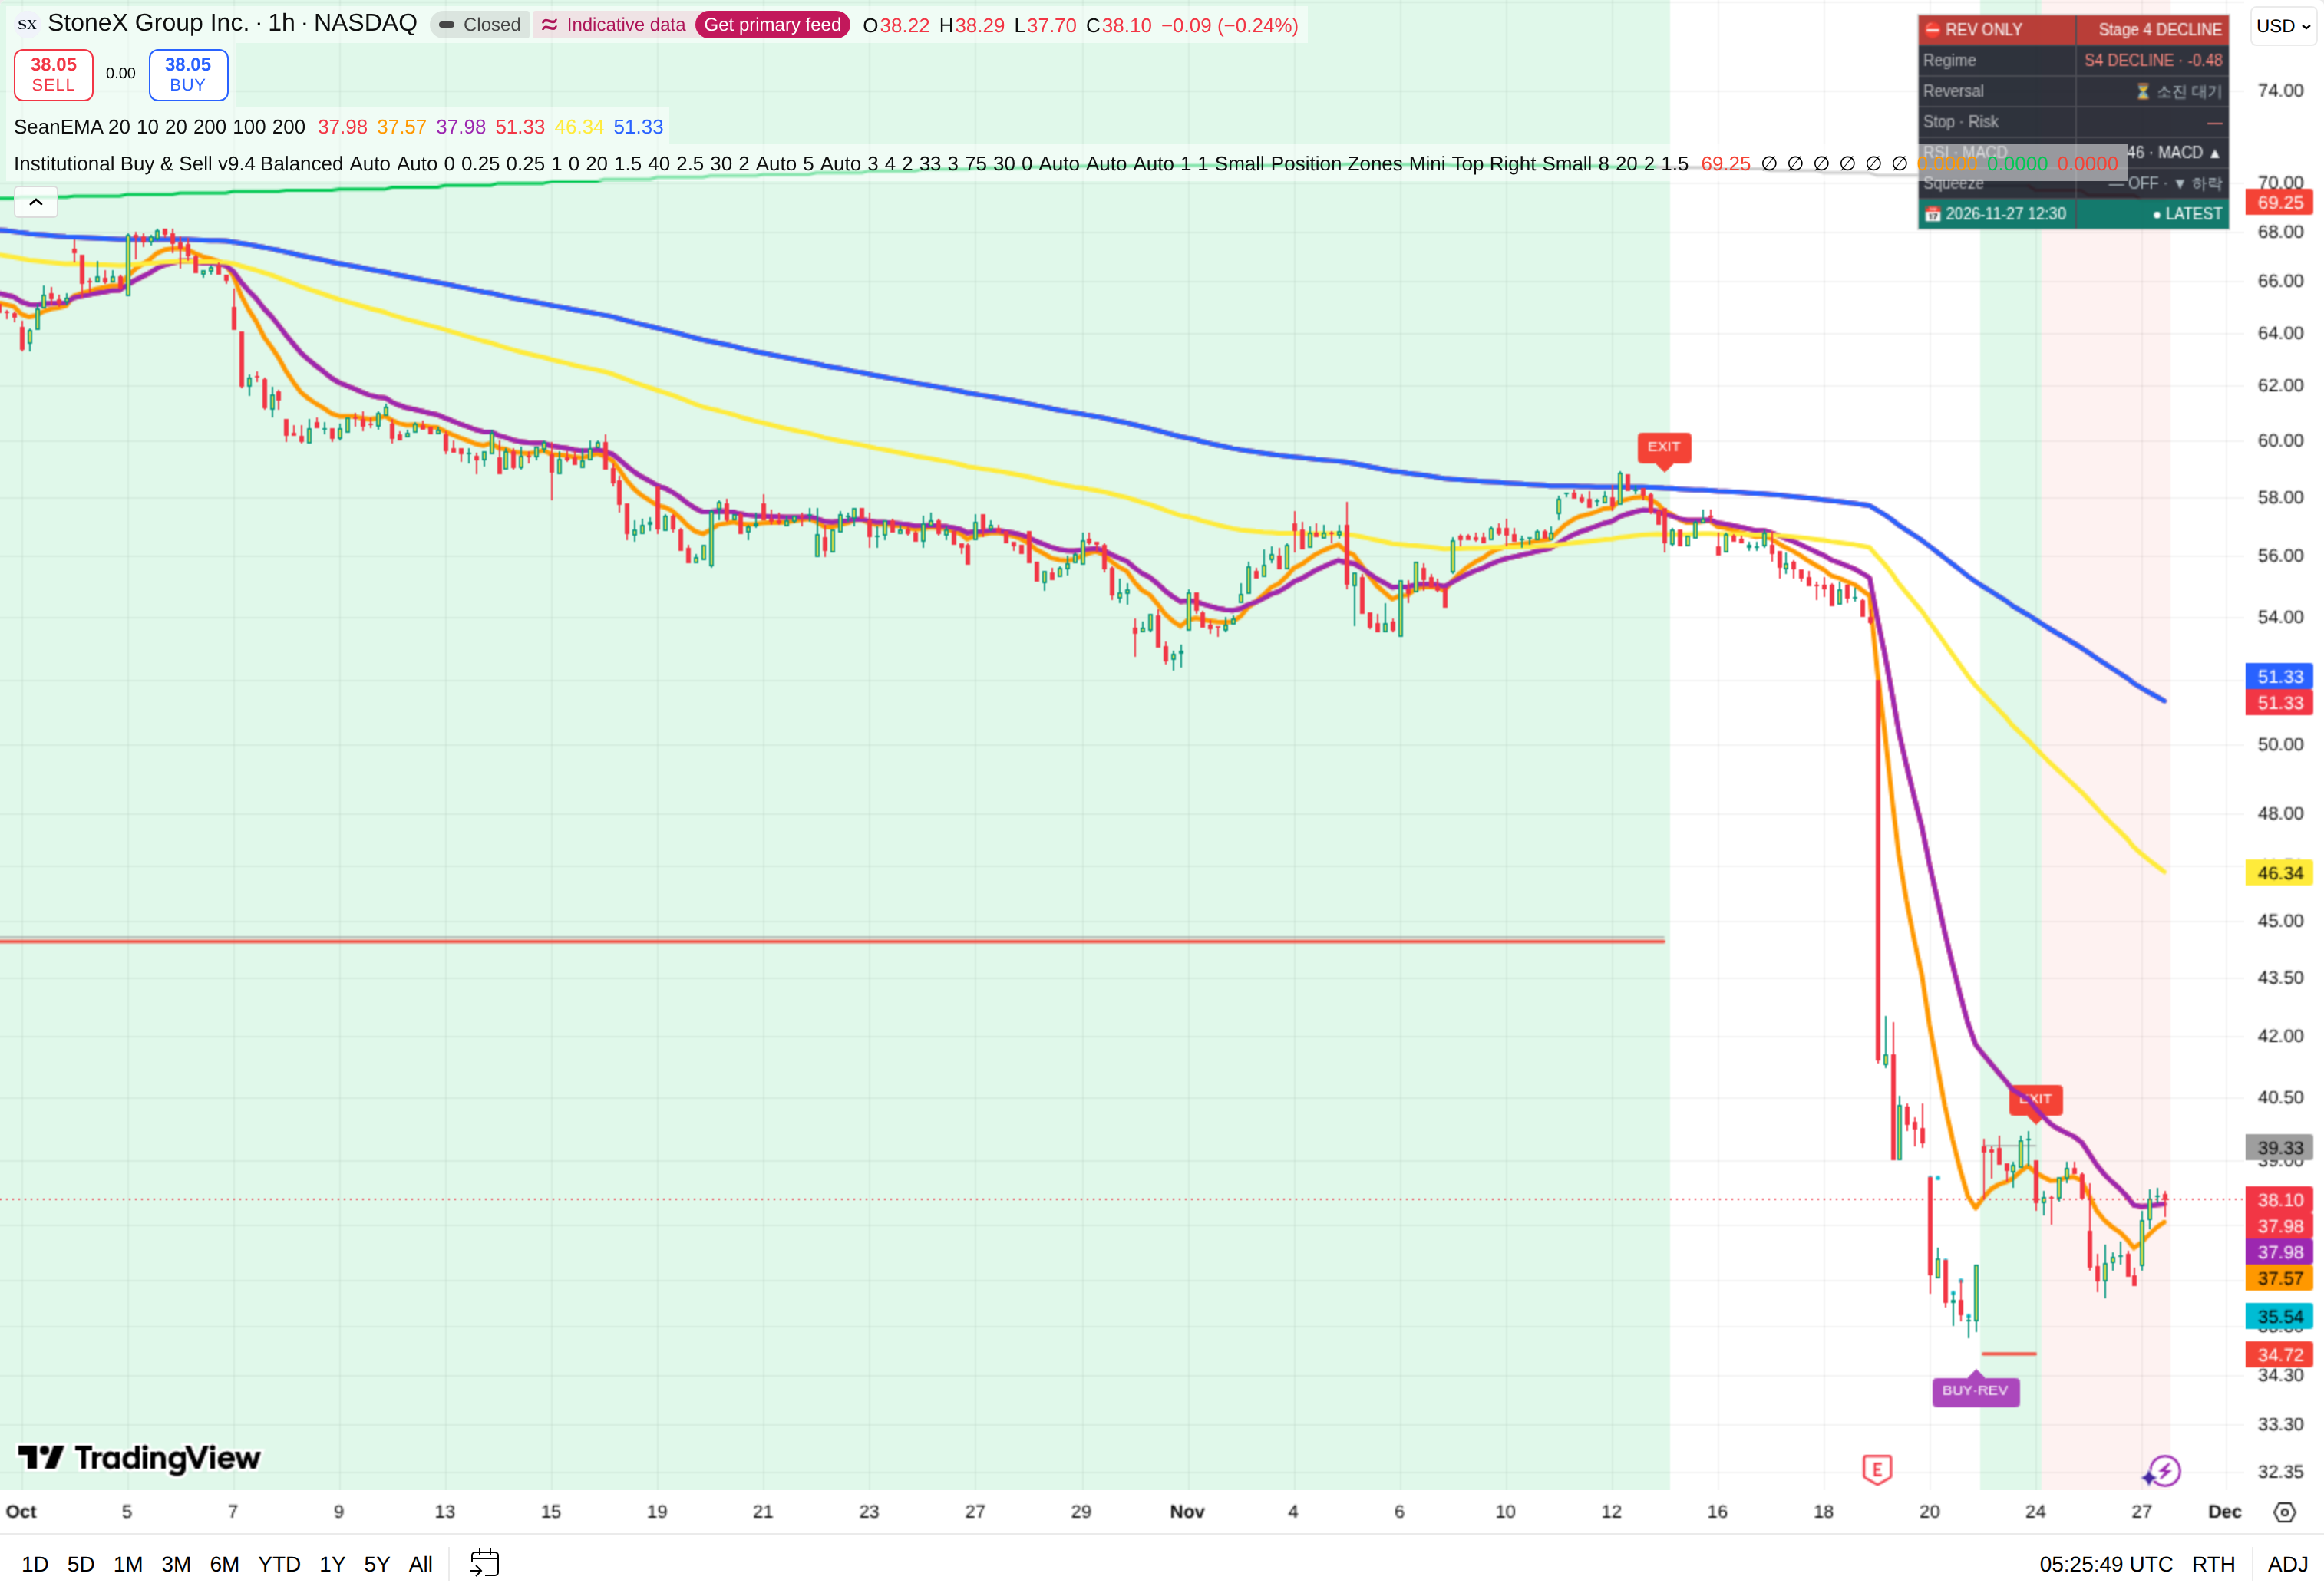 SX StoneX Group Inc. · 1h · NASDAQ Closed Indicative data Get primary feed O38.22 H38.29 L37.70 C38.10 −0.09 (−0.24%)
38.05 SELL 0.00 38.05 BUY
SeanEMA 20 10 20 200 100 200 37.98 37.57 37.98 51.33 46.34 51.33
Institutional Buy & Sell v9.4 Balanced Auto Auto 0 0.25 0.25 1 0 20 1.5 40 2.5 30 2 Auto 5 Auto 3 4 2 33 3 75 30 0 Auto Auto Auto 1 1 Small Position Zones Mini Top Right Small 8 20 2 1.5 69.25 ∅ ∅ ∅ ∅ ∅ ∅ 0.0000 0.0000 0.0000
REV ONLY Stage 4 DECLINE
Regime S4 DECLINE · -0.48
Reversal ⏳ 소진 대기
Stop · Risk —
RSI · MACD 46 · MACD ▲
Squeeze — OFF · ▼ 하락
2026-11-27 12:30 ● LATEST
USD
74.00
70.00
69.25
68.00
66.00
64.00
62.00
60.00
58.00
56.00
54.00
51.33
51.33
50.00
48.00
46.34
45.00
43.50
42.00
40.50
39.33
39.00
38.10
37.98
37.98
37.57
35.54
34.72
34.30
33.30
32.35
EXIT
EXIT
BUY-REV
E
TradingView
Oct 5 7 9 13 15 19 21 23 27 29 Nov 4 6 10 12 16 18 20 24 27 Dec
1D 5D 1M 3M 6M YTD 1Y 5Y All 05:25:49 UTC RTH ADJ